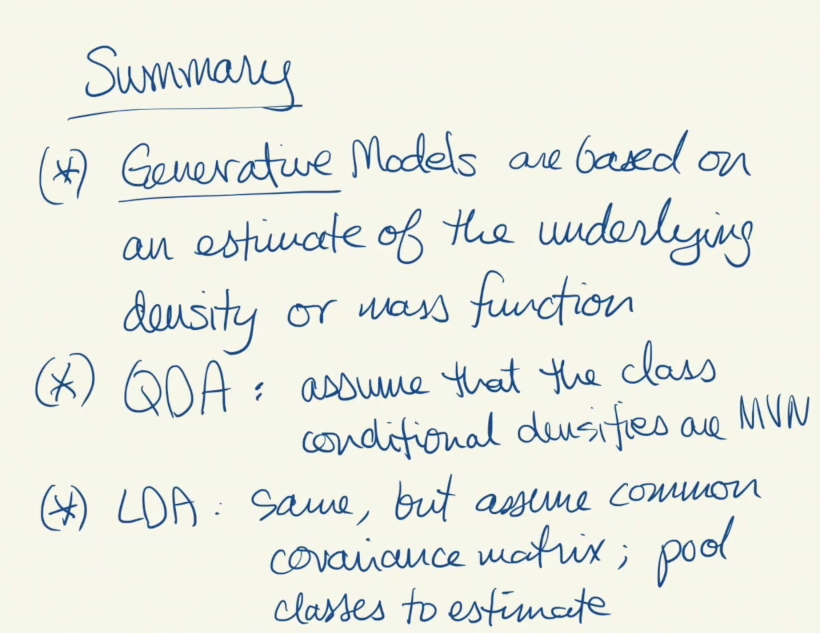 Summary
(*) Generative Models are based on
an estimate of the underlying
density or mass function
(*) QDA: assume that the class
conditional densities are MVN
(*) LDA: same, but assume common
covariance matrix; pool
classes to estimate